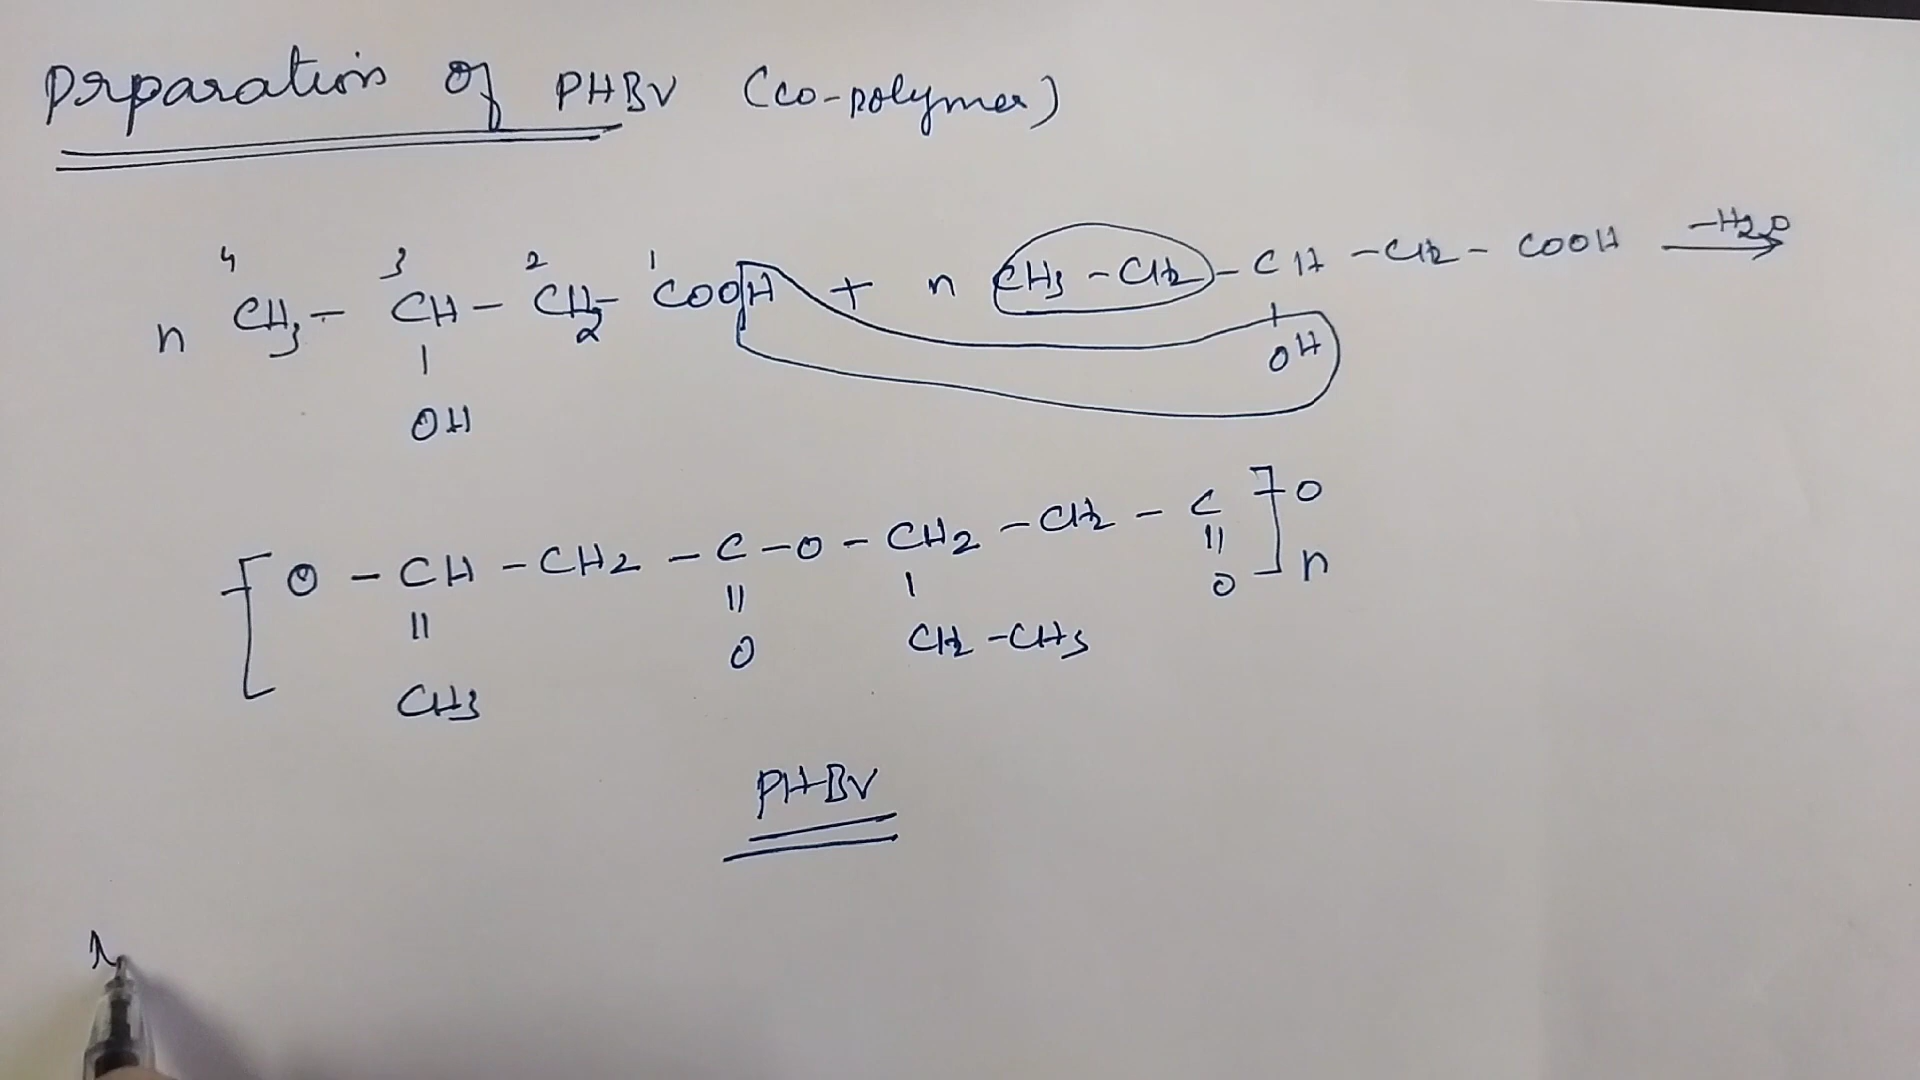 Prparation of PHBV (co-polymer)
4 3 2 1
n CH3 - CH - CH2 - COOH + n CH3 - CH2 - CH - CH2 - COOH -H2O
| |
OH OH
[ O - CH - CH2 - C - O - CH2 - CH2 - C ] O
|| || | || n
CH3 O CH2 - CH3 O
PHBV